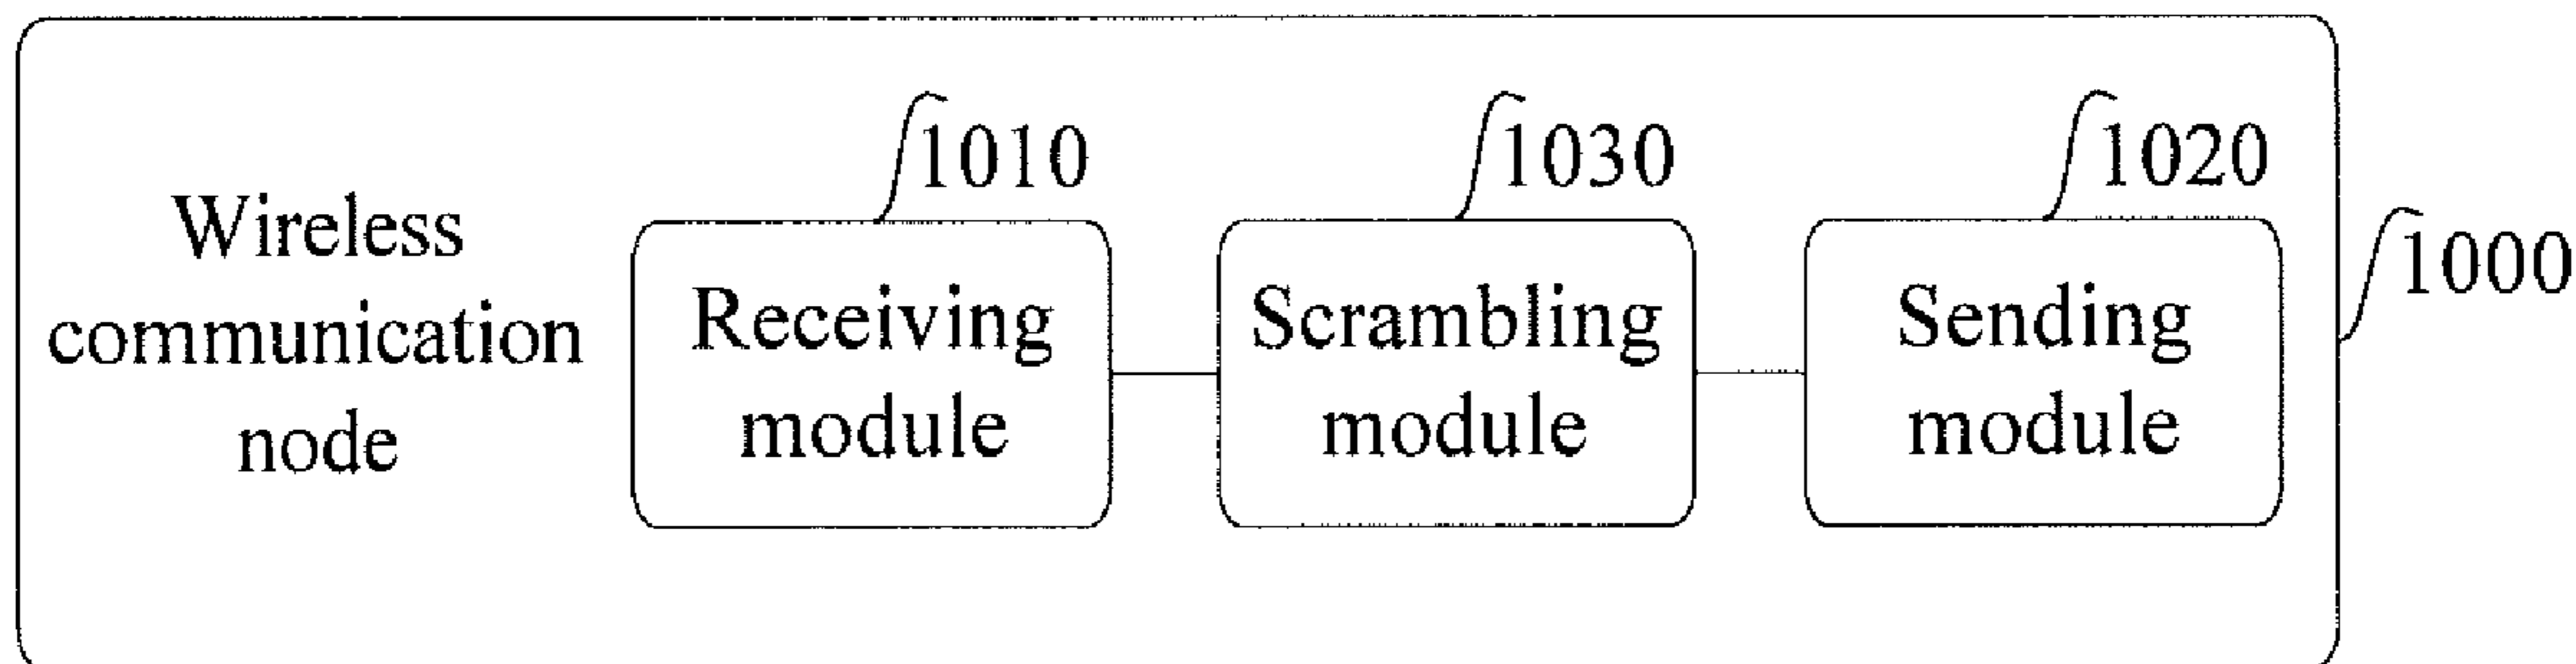 1010
1030
1020
1000
Wireless
communication
node
Receiving
module
Scrambling
module
Sending
module